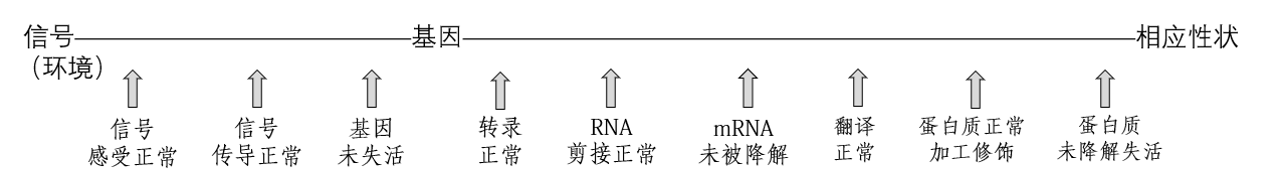 信号 基因 相应性状
（环境）
信号 信号 基因 转录 RNA mRNA 翻译 蛋白质正常 蛋白质
感受正常 传导正常 未失活 正常 剪接正常 未被降解 正常 加工修饰 未降解失活